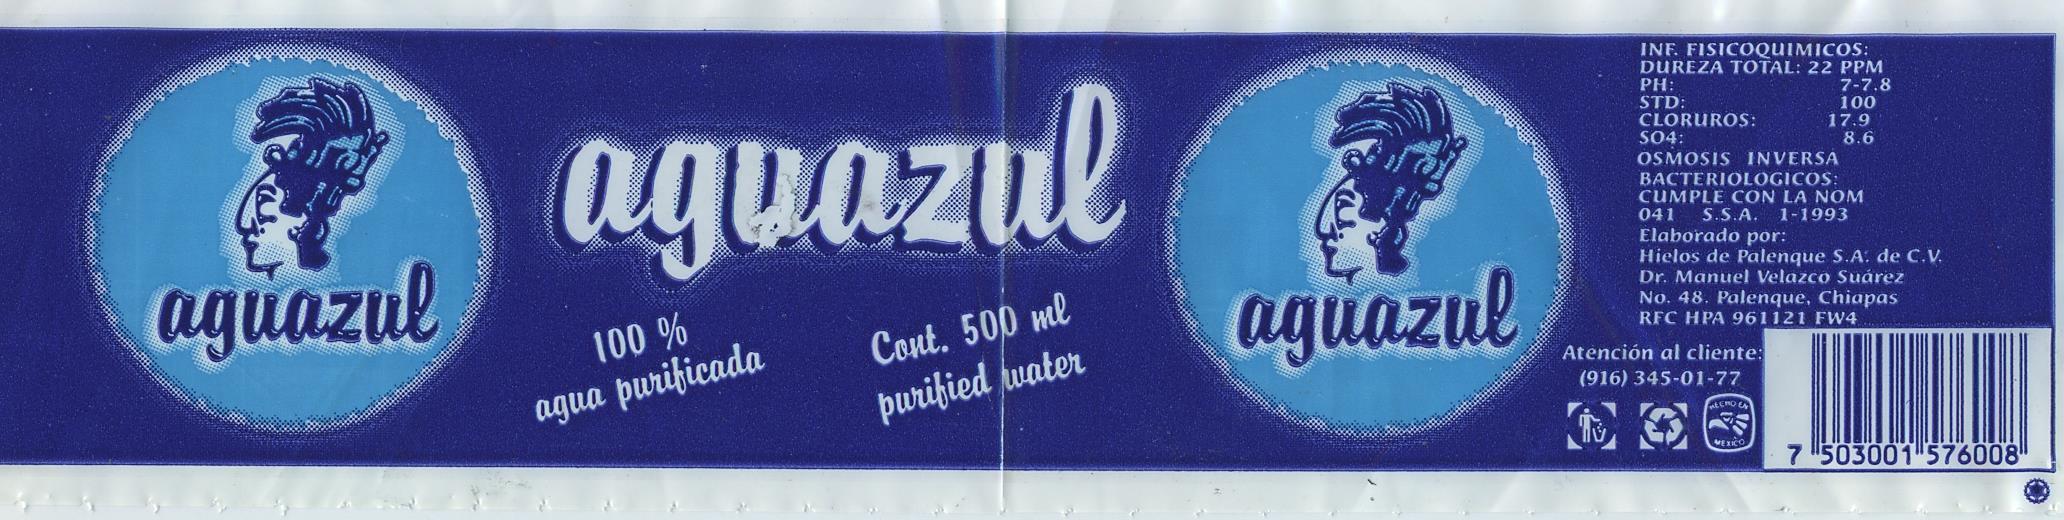 aguazul
aguazul
100 %
agua purificada
Cont. 500 ml
purified water
aguazul
INF. FISICOQUIMICOS:
DUREZA TOTAL: 22 PPM
PH: 7-7.8
STD: 100
CLORUROS: 17.9
SO4: 8.6
OSMOSIS INVERSA
BACTERIOLOGICOS:
CUMPLE CON LA NOM
041 S.S.A. 1-1993
Elaborado por:
Hielos de Palenque S.A. de C.V.
Dr. Manuel Velazco Suárez
No. 48. Palenque, Chiapas
RFC HPA 961121 FW4
Atención al cliente:
(916) 345-01-77
HECHO EN
MEXICO
7 503001 576008